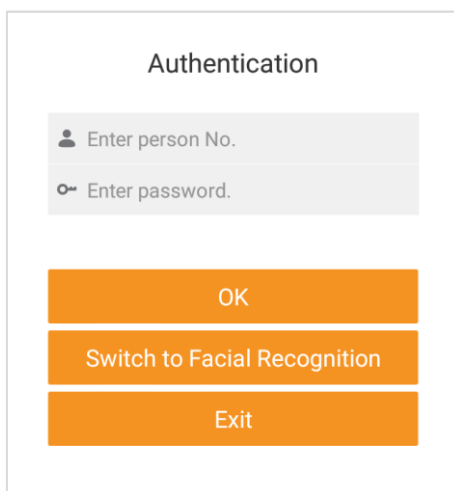 Authentication
Enter person No.
Enter password.
OK
Switch to Facial Recognition
Exit